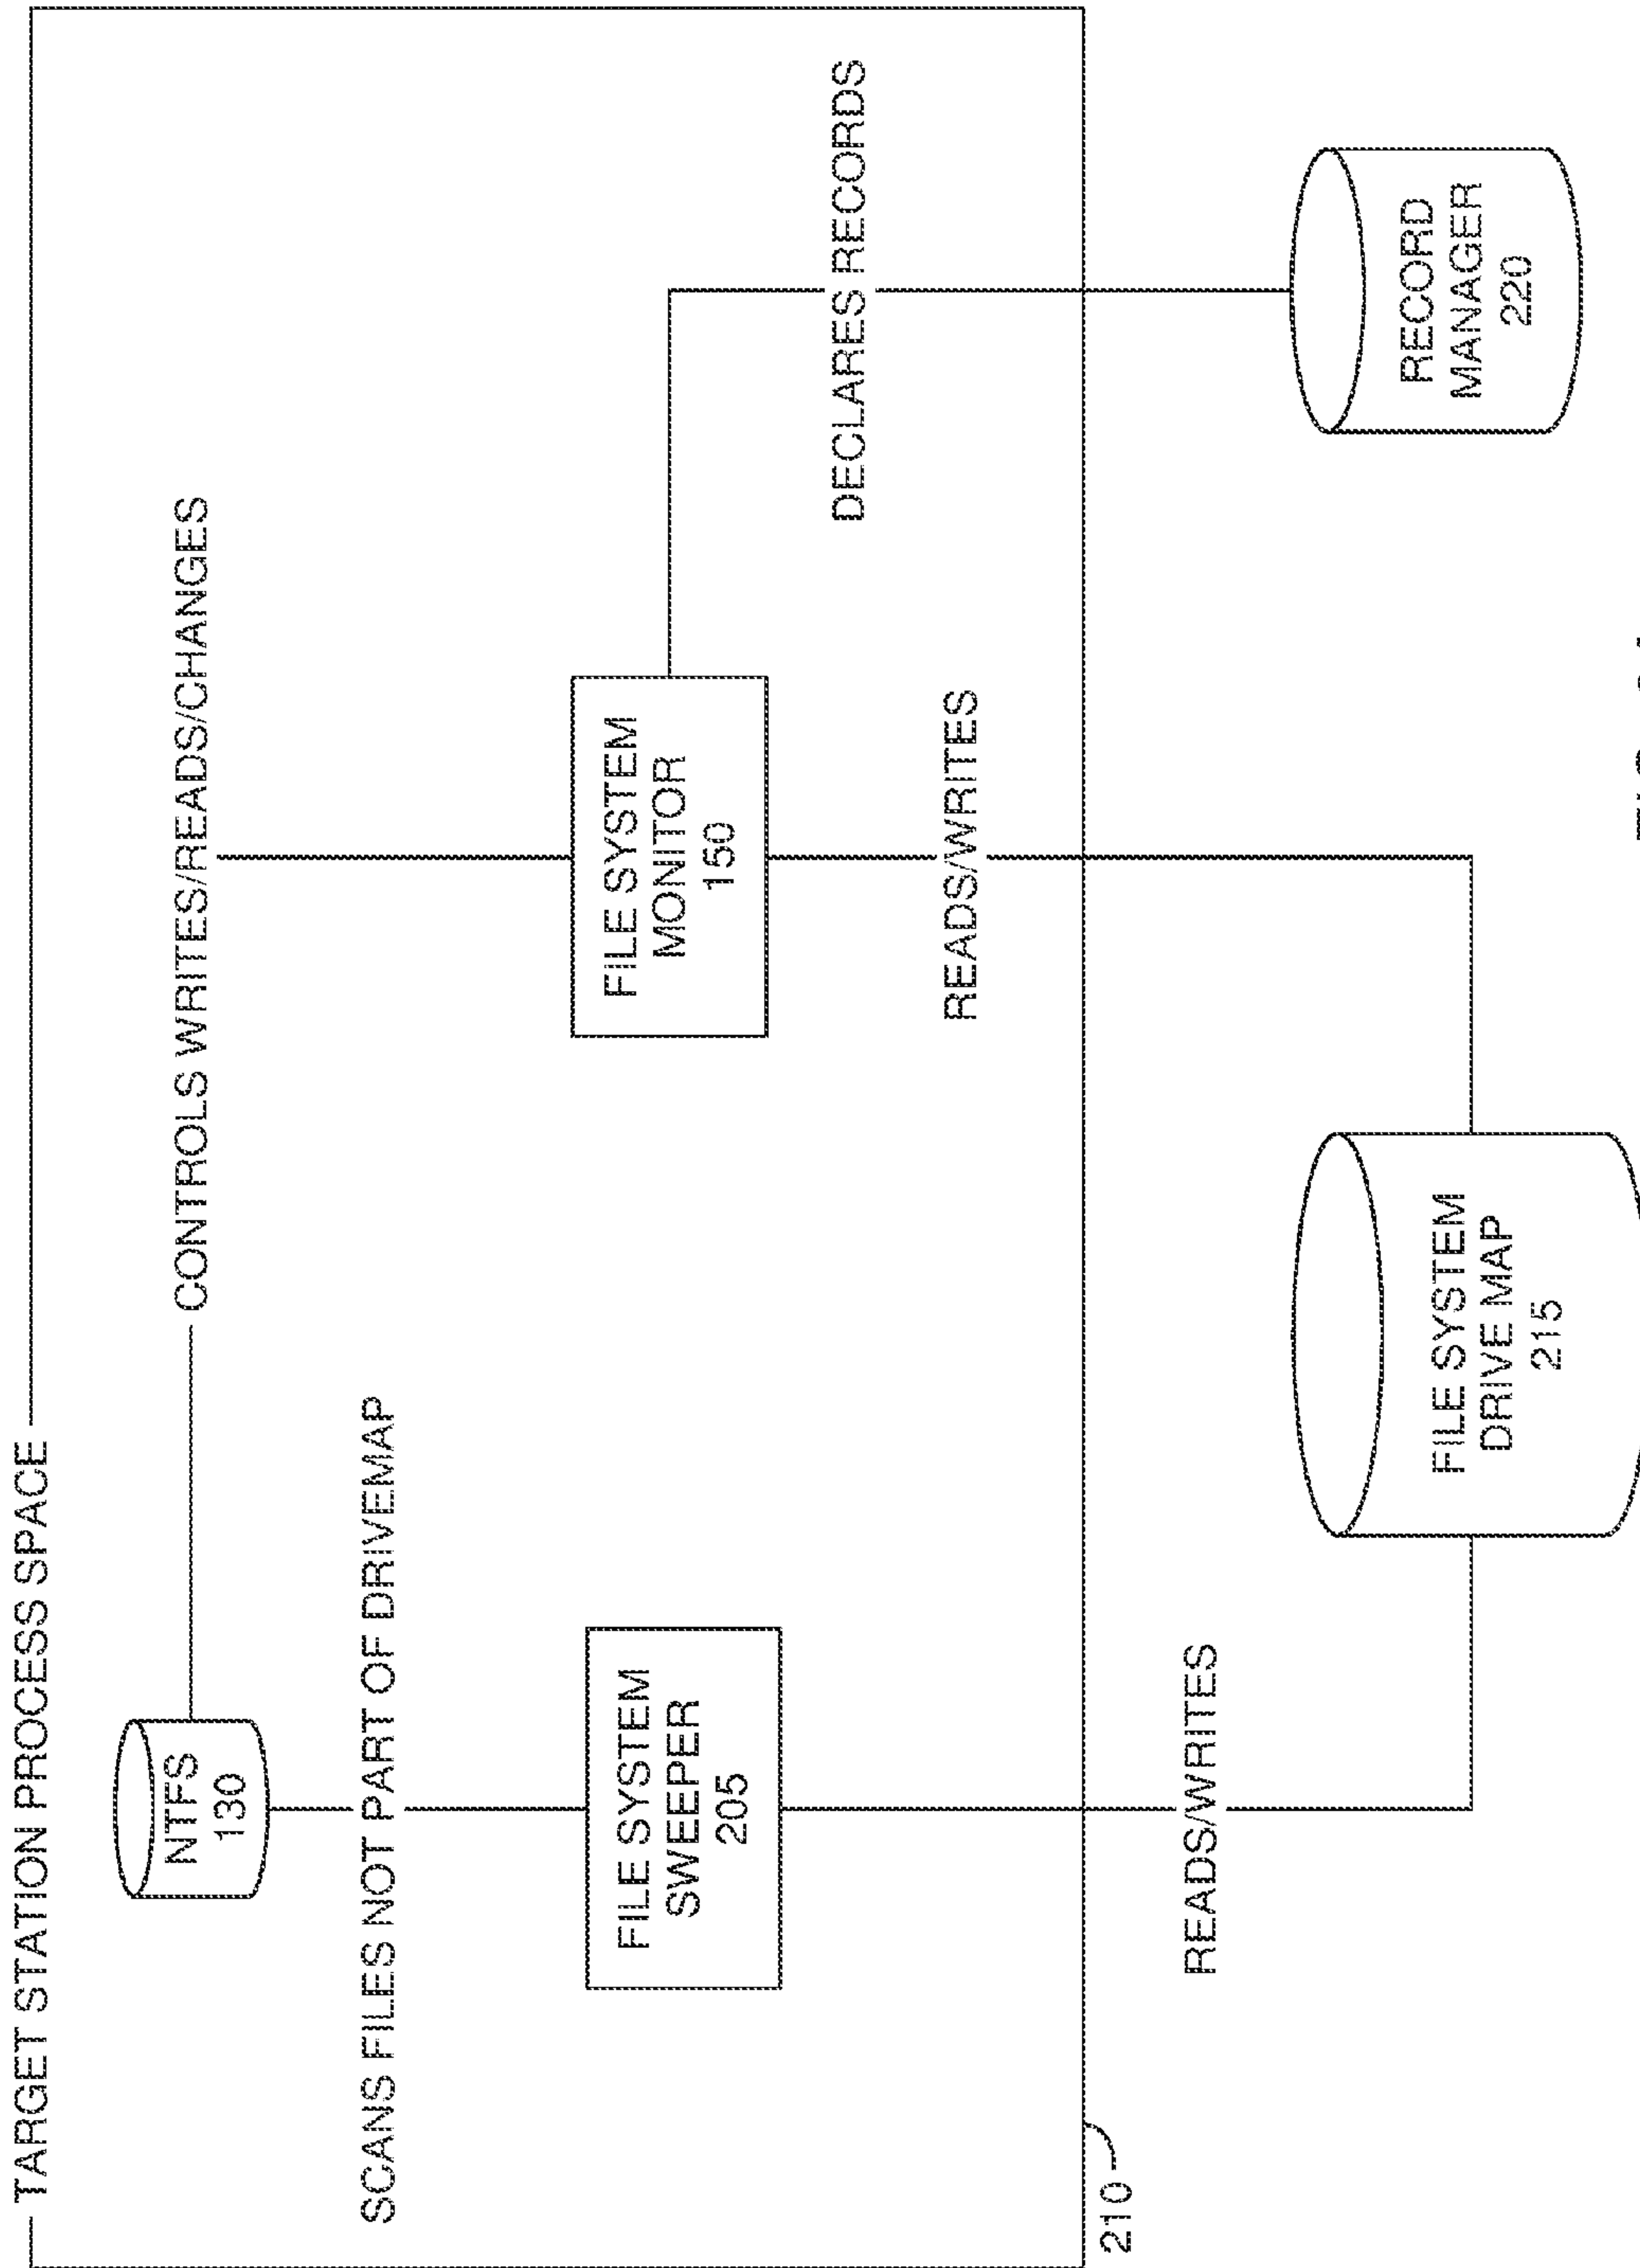 TARGET STATION PROCESS SPACE
NTFS
130
CONTROLS WRITES/READS/CHANGES
SCANS FILES NOT PART OF DRIVEMAP
FILE SYSTEM
SWEEPER
205
FILE SYSTEM
MONITOR
150
DECLARES RECORDS
READS/WRITES
210
READS/WRITES
FILE SYSTEM
DRIVE MAP
215
RECORD
MANAGER
220